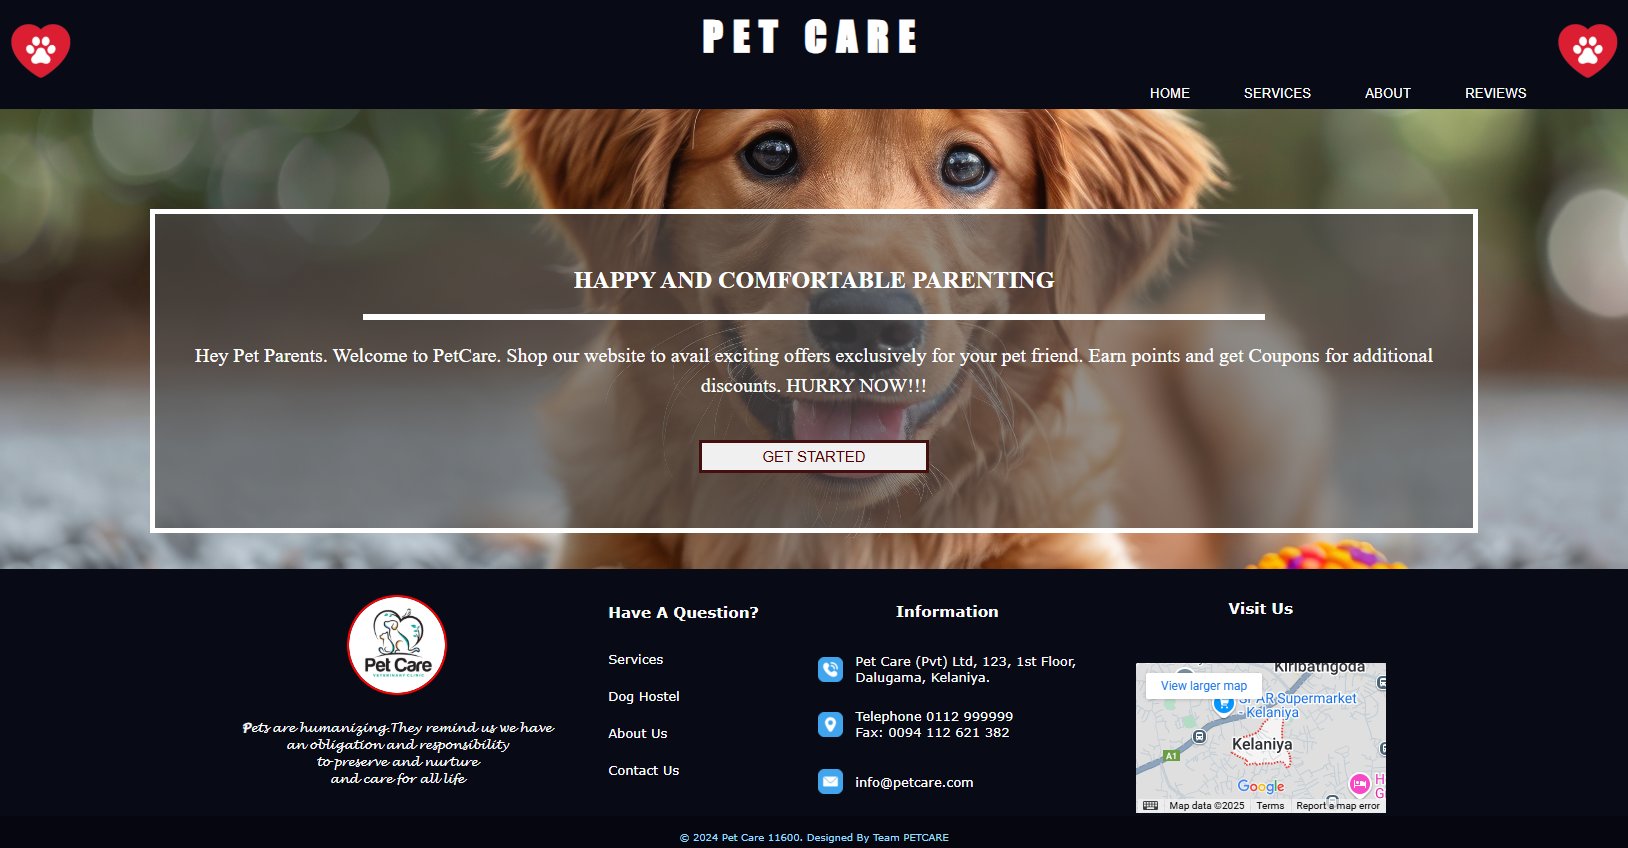 PET CARE
HOME
SERVICES
ABOUT
REVIEWS
HAPPY AND COMFORTABLE PARENTING
Hey Pet Parents. Welcome to PetCare. Shop our website to avail exciting offers exclusively for your pet friend. Earn points and get Coupons for additional
discounts. HURRY NOW!!!
GET STARTED
Pet Care
VETERINARY CLINIC
Pets are humanizing.They remind us we have
an obligation and responsibility
to preserve and nurture
and care for all life
Have A Question?
Services
Dog Hostel
About Us
Contact Us
Information
Pet Care (Pvt) Ltd, 123, 1st Floor,
Dalugama, Kelaniya.
Telephone 0112 999999
Fax: 0094 112 621 382
info@petcare.com
Visit Us
Kiribathgoda
View larger map
SPAR Supermarket
- Kelaniya
Kelaniya
A1
H
G
Google
Map data ©2025
Terms
Report a map error
© 2024 Pet Care 11600. Designed By Team PETCARE